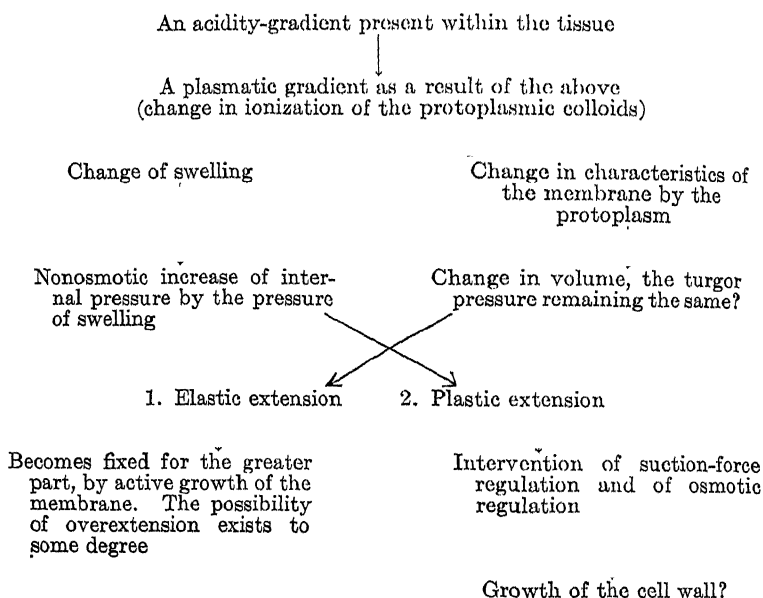 An acidity-gradient present within the tissue
A plasmatic gradient as a result of the above
(change in ionization of the protoplasmic colloids)
Change of swelling
Change in characteristics of
the membrane by the
protoplasm
Nonosmotic increase of inter-
nal pressure by the pressure
of swelling
Change in volume, the turgor
pressure remaining the same?
1. Elastic extension
2. Plastic extension
Becomes fixed for the greater
part, by active growth of the
membrane. The possibility
of overextension exists to
some degree
Intervention of suction-force
regulation and of osmotic
regulation
Growth of the cell wall?